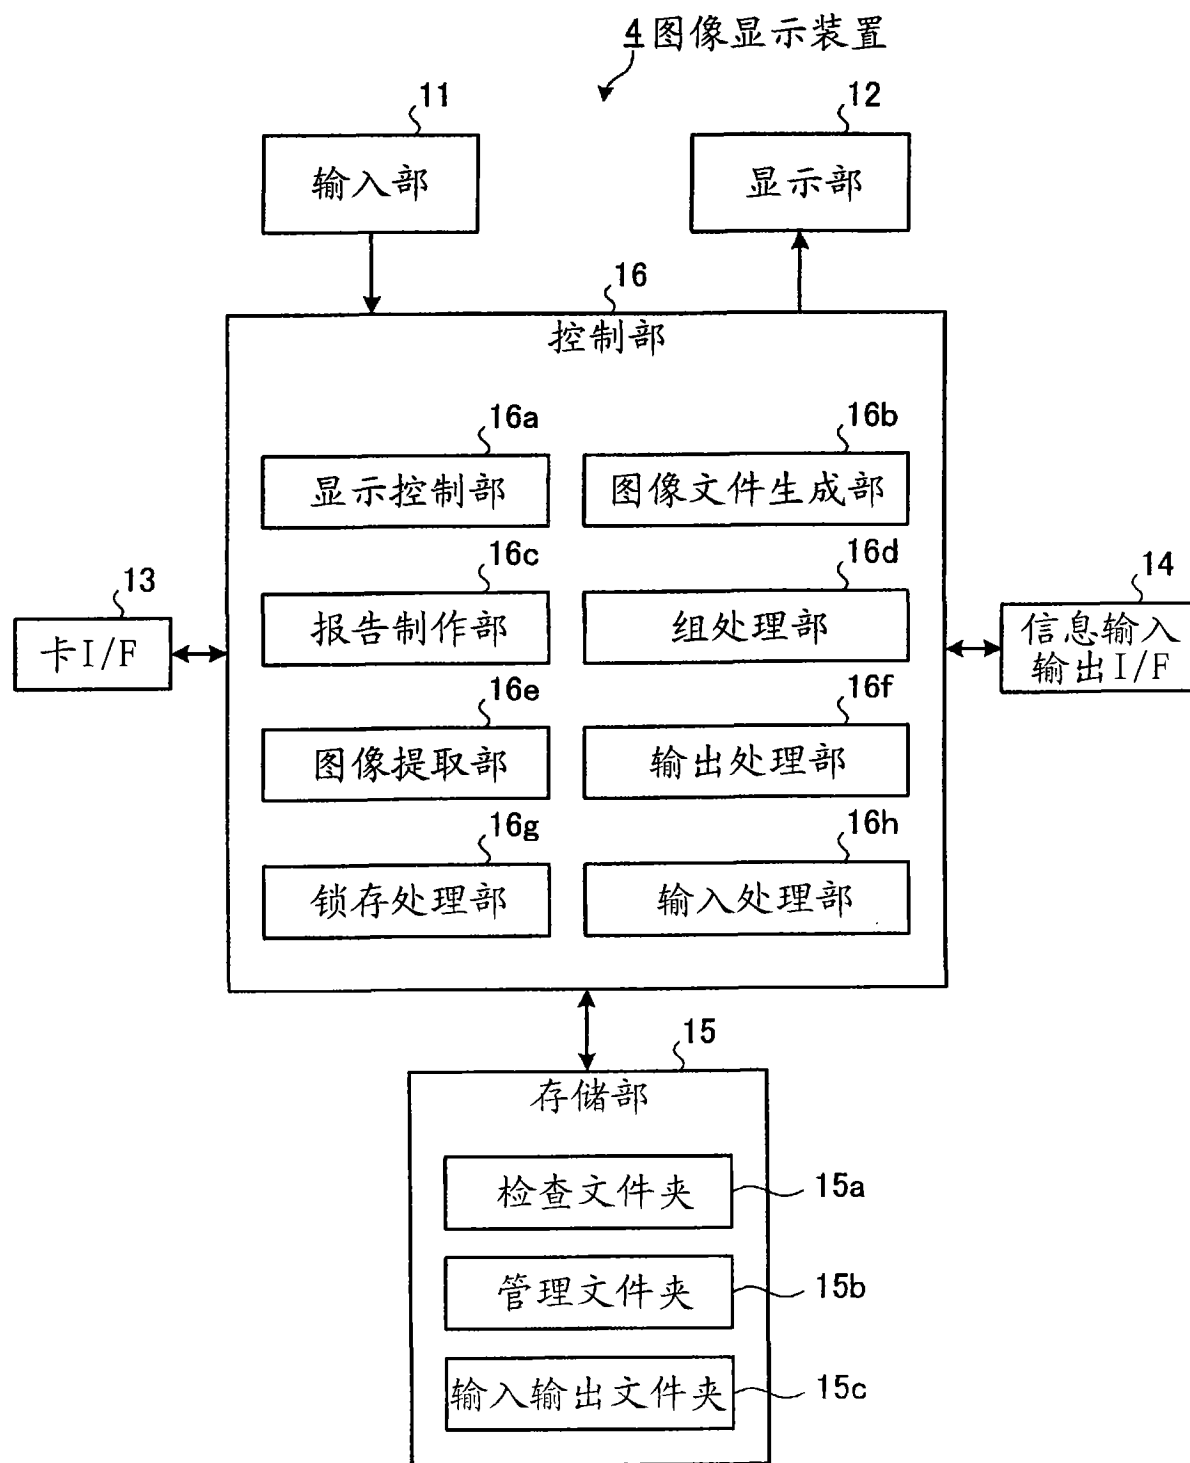 4图像显示装置
11
12
输入部
显示部
16
控制部
16a
16b
显示控制部
图像文件生成部
16c
16d
报告制作部
组处理部
13
14
卡I/F
信息输入
输出I/F
16e
16f
图像提取部
输出处理部
16g
16h
锁存处理部
输入处理部
15
存储部
检查文件夹
15a
管理文件夹
15b
输入输出文件夹
15c